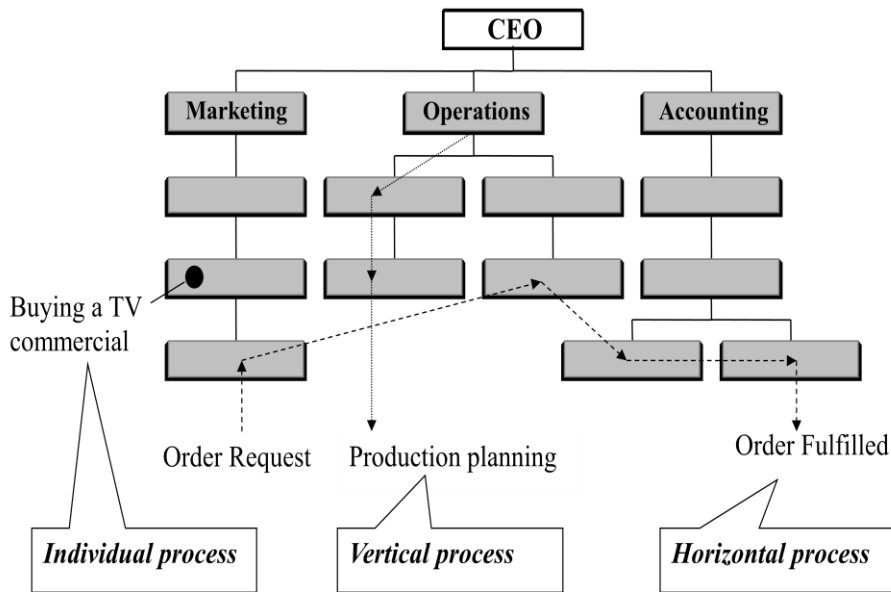 CEO
Marketing
Operations
Accounting
Buying a TV
commercial
Order Request
Production planning
Order Fulfilled
Individual process
Vertical process
Horizontal process